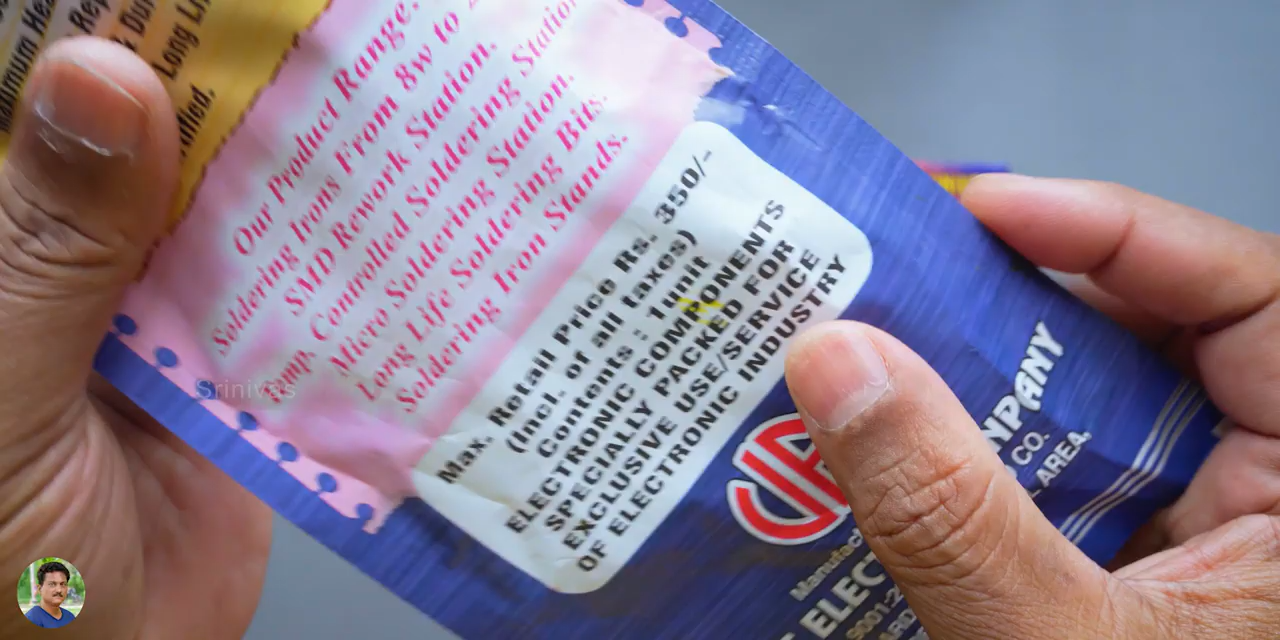 Our Product Range.
Soldering Irons From 8w to
SMD Rework Station.
Controlled Soldering Station
Micro Soldering Station.
Long Life Soldering Bits.
Soldering Iron Stands.
Max. Retail Price Rs. 350/-
(Incl. of all taxes)
Contents : 1unit
ELECTRONIC COMPONENTS
SPECIALLY PACKED FOR
EXCLUSIVE USE/SERVICE
OF ELECTRONIC INDUSTRY
CO.
AREA.
Long
Srinivas